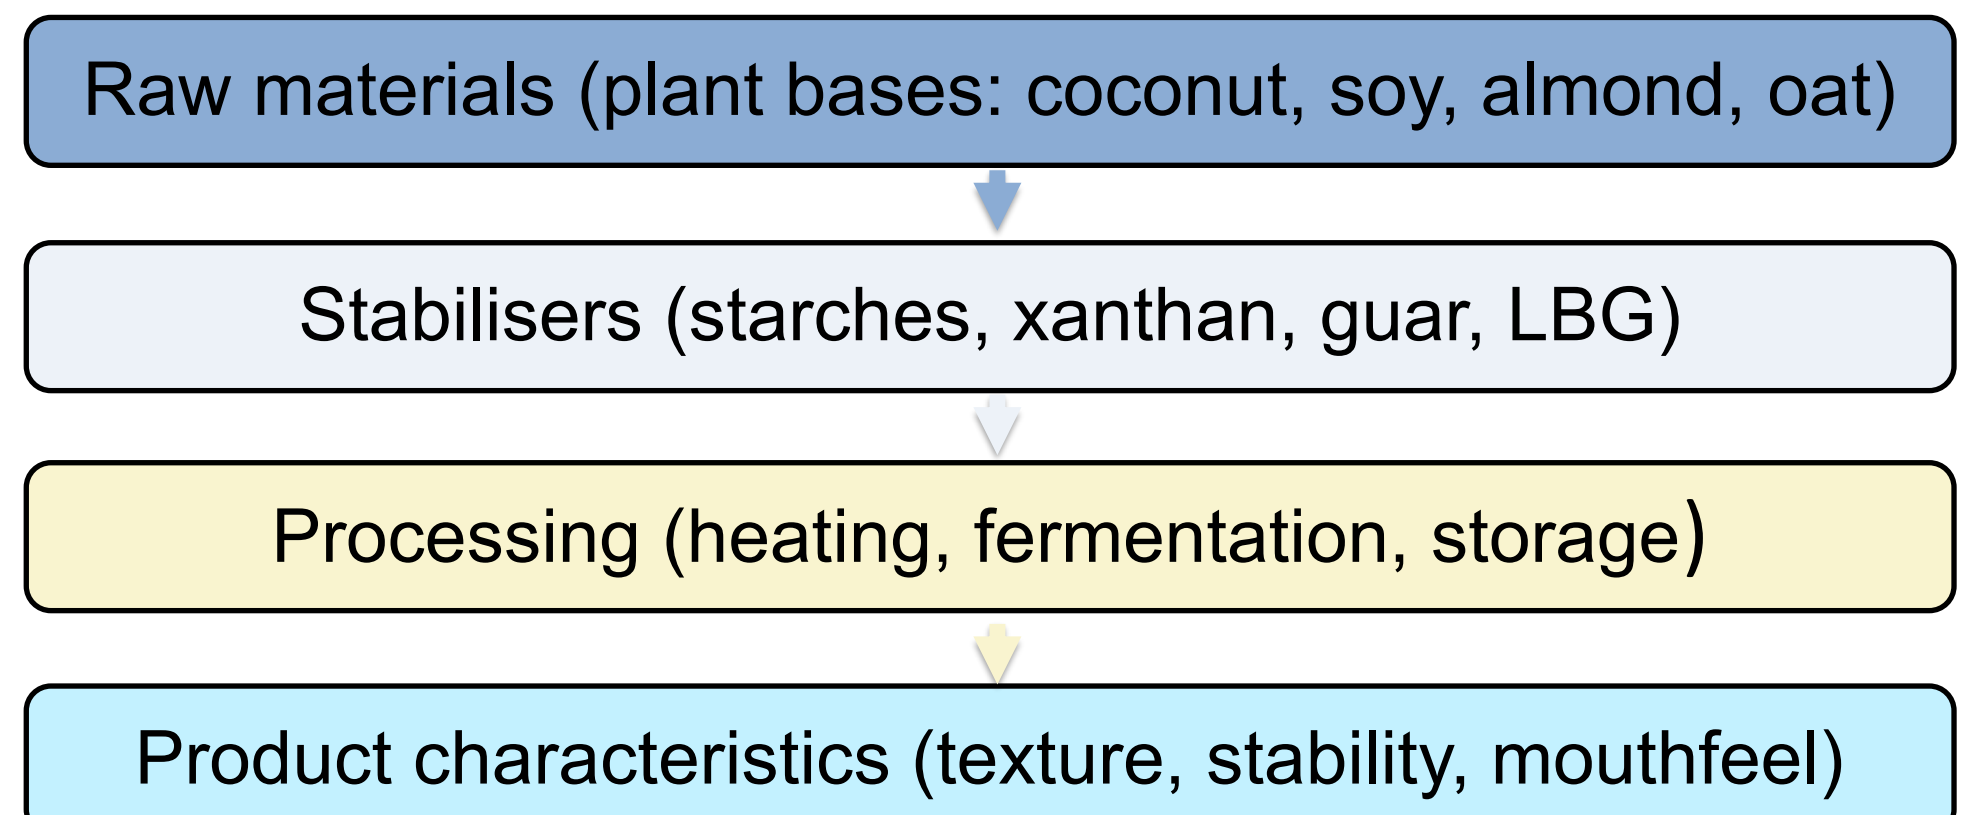 Raw materials (plant bases: coconut, soy, almond, oat)
Stabilisers (starches, xanthan, guar, LBG)
Processing (heating, fermentation, storage)
Product characteristics (texture, stability, mouthfeel)